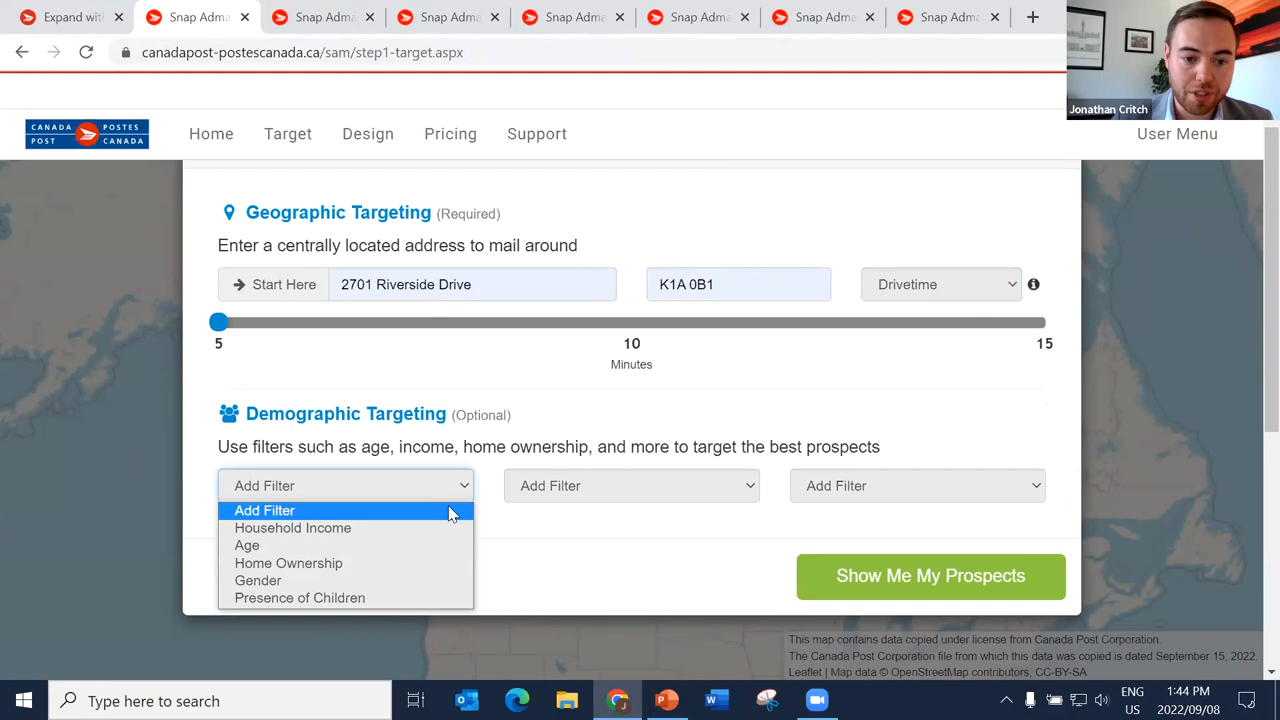 Expand wit
Snap Adma
Snap Adma
Snap Adma
Snap Adma
Snap Adma
Snap Adma
Snap Adma
canadapost-postescanada.ca/sam/step1-target.aspx
Jonathan Critch
CANADA POST
POSTES CANADA
Home
Target
Design
Pricing
Support
User Menu
Geographic Targeting (Required)
Enter a centrally located address to mail around
Start Here
2701 Riverside Drive
K1A 0B1
Drivetime
5
10
15
Minutes
Demographic Targeting (Optional)
Use filters such as age, income, home ownership, and more to target the best prospects
Add Filter
Add Filter
Add Filter
Add Filter
Household Income
Age
Home Ownership
Gender
Presence of Children
Show Me My Prospects
This map contains data copied under license from Canada Post Corporation.
The Canada Post Corporation file from which this data was copied is dated September 15, 2022.
Leaflet | Map data © OpenStreetMap contributors, CC-BY-SA
Type here to search
ENG
US
1:44 PM
2022/09/08